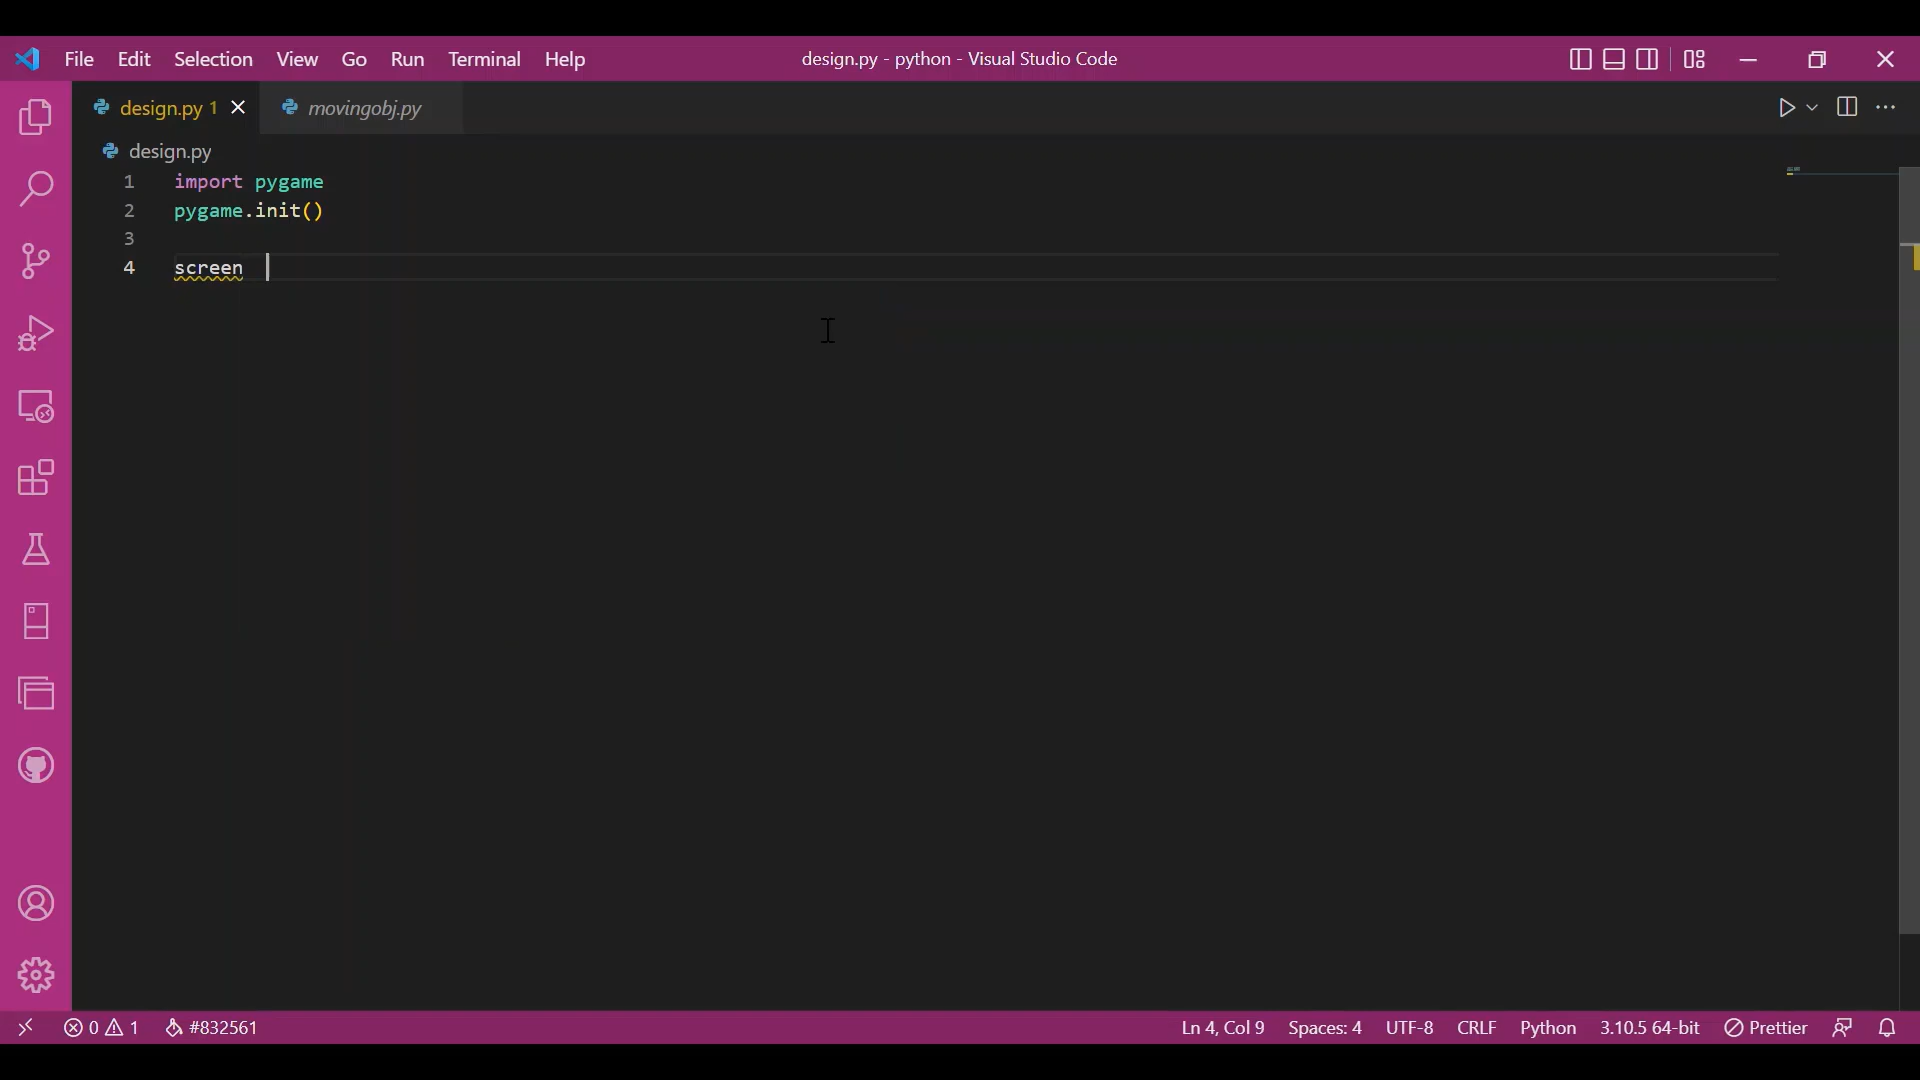 File Edit Selection View Go Run Terminal Help design.py - python - Visual Studio Code
design.py 1 movingobj.py
design.py
1 import pygame
2 pygame.init()
3
4 screen
0 1 #832561 Ln 4, Col 9 Spaces: 4 UTF-8 CRLF Python 3.10.5 64-bit Prettier